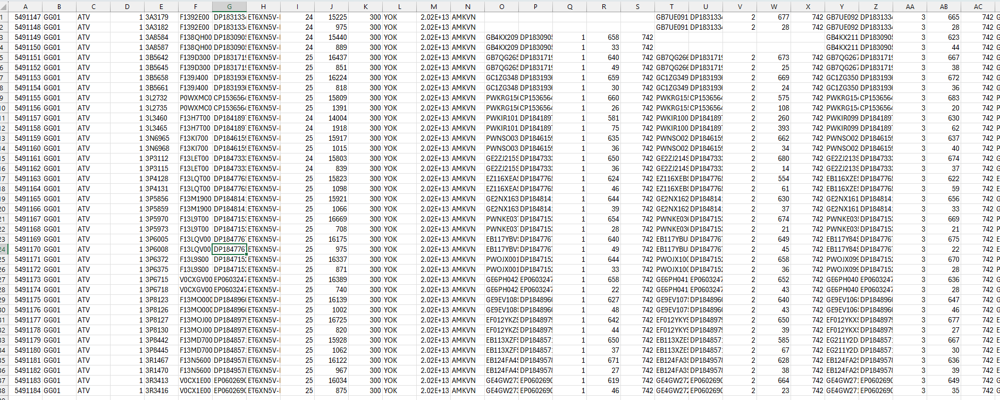 A B C D E F G H I J K L M N O P Q R S T U V W X Y Z AA AB AC
1 5491147 GG01 ATV 1 3A3179 F1392E00 DP183133 ET6XN5V- 24 15225 300 YOK 2.02E+13 AMKVN GB7UE091 DP183133 2 677 742 GB7UE092 DP183133 3 665 742 G
2 5491148 GG01 ATV 1 3A3182 F1392E00 DP183133 ET6XN5V- 24 975 300 YOK 2.02E+13 AMKVN GB7UE091 DP183133 2 28 742 GB7UE092 DP183133 3 28 742 G
3 5491149 GG01 ATV 1 3A8584 F138QH00 DP183090 ET6XN5V- 24 15440 300 YOK 2.02E+13 AMKVN GB4KX209 DP183090 1 658 742 GB4KX211 DP183090 3 623 742 G
4 5491150 GG01 ATV 1 3A8587 F138QH00 DP183090 ET6XN5V- 24 889 300 YOK 2.02E+13 AMKVN GB4KX209 DP183090 1 33 742 GB4KX211 DP183090 3 44 742 G
5 5491151 GG01 ATV 1 3B5642 F139D300 DP183171 ET6XN5V- 25 16437 300 YOK 2.02E+13 AMKVN GB7QG265 DP183171 1 640 742 GB7QG266 DP183171 2 673 742 GB7QG267 DP183171 3 667 742 G
6 5491152 GG01 ATV 1 3B5645 F139D300 DP183171 ET6XN5V- 25 851 300 YOK 2.02E+13 AMKVN GB7QG265 DP183171 1 49 742 GB7QG266 DP183171 2 25 742 GB7QG267 DP183171 3 38 742 G
7 5491153 GG01 ATV 1 3B5658 F139J400 DP183193 ET6XN5V- 25 16224 300 YOK 2.02E+13 AMKVN GC1ZG348 DP183193 1 659 742 GC1ZG349 DP183193 2 669 742 GC1ZG350 DP183193 3 672 742 G
8 5491154 GG01 ATV 1 3B5661 F139J400 DP183193 ET6XN5V- 25 818 300 YOK 2.02E+13 AMKVN GC1ZG348 DP183193 1 30 742 GC1ZG349 DP183193 2 24 742 GC1ZG350 DP183193 3 36 742 G
9 5491155 GG01 ATV 1 3L2732 P0WXMC0 CP1536564 ET6XN5V- 25 15809 300 YOK 2.02E+13 AMKVN PWKRG15 CP1536564 1 660 742 PWKRG15 CP1536564 2 575 742 PWKRG154 CP1536564 3 683 742 P
10 5491156 GG01 ATV 1 3L2735 P0WXMC0 CP1536564 ET6XN5V- 25 1391 300 YOK 2.02E+13 AMKVN PWKRG15 CP1536564 1 26 742 PWKRG15 CP1536564 2 108 742 PWKRG154 CP1536564 3 20 742 P
11 5491157 GG01 ATV 1 3L3460 F13H7T00 DP184189 ET6XN5V- 24 14004 300 YOK 2.02E+13 AMKVN PWKIR101 DP184189 1 581 742 PWKIR100 DP184189 2 260 742 PWKIR099 DP184189 3 630 742 P
12 5491158 GG01 ATV 1 3L3465 F13H7T00 DP184189 ET6XN5V- 24 1918 300 YOK 2.02E+13 AMKVN PWKIR101 DP184189 1 75 742 PWKIR100 DP184189 2 393 742 PWKIR099 DP184189 3 62 742 P
13 5491159 GG01 ATV 1 3N6965 F13KI700 DP184615 ET6XN5V- 25 15917 300 YOK 2.02E+13 AMKVN PWNSO03 DP184615 1 635 742 PWNSO02 DP184615 2 662 742 PWNSO02 DP184615 3 637 742 P
14 5491160 GG01 ATV 1 3N6968 F13KI700 DP184615 ET6XN5V- 25 1015 300 YOK 2.02E+13 AMKVN PWNSO03 DP184615 1 36 742 PWNSO02 DP184615 2 34 742 PWNSO02 DP184615 3 40 742 P
15 5491161 GG01 ATV 1 3P3112 F13LET00 DP184733 ET6XN5V- 24 15803 300 YOK 2.02E+13 AMKVN GE2ZJ215S DP184733 1 650 742 GE2ZJ214S DP184733 2 680 742 GE2ZJ213S DP184733 3 674 742 G
16 5491162 GG01 ATV 1 3P3115 F13LET00 DP184733 ET6XN5V- 24 839 300 YOK 2.02E+13 AMKVN GE2ZJ215S DP184733 1 36 742 GE2ZJ214S DP184733 2 14 742 GE2ZJ213S DP184733 3 37 742 G
17 5491163 GG01 ATV 1 3P4128 F13LQT00 DP184776 ET6XN5V- 25 15823 300 YOK 2.02E+13 AMKVN EZ116XEA DP184776 1 624 742 EZ116XEB DP184776 2 554 742 EB116XZE DP184776 3 622 742 E
18 5491164 GG01 ATV 1 3P4131 F13LQT00 DP184776 ET6XN5V- 25 1098 300 YOK 2.02E+13 AMKVN EZ116XEA DP184776 1 46 742 EZ116XEB DP184776 2 61 742 EB116XZE DP184776 3 59 742 E
19 5491165 GG01 ATV 1 3P5856 F13M1900 DP184814 ET6XN5V- 25 15921 300 YOK 2.02E+13 AMKVN GE2NX163 DP184814 1 644 742 GE2NX162 DP184814 2 630 742 GE2NX161 DP184814 3 656 742 G
20 5491166 GG01 ATV 1 3P5859 F13M1900 DP184814 ET6XN5V- 25 1066 300 YOK 2.02E+13 AMKVN GE2NX163 DP184814 1 39 742 GE2NX162 DP184814 2 37 742 GE2NX161 DP184814 3 33 742 G
21 5491167 GG01 ATV 1 3P5970 F13L9T00 DP184715 ET6XN5V- 25 16669 300 YOK 2.02E+13 AMKVN PWNKE03 DP184715 1 654 742 PWNKE03 DP184715 2 674 742 PWNKE03 DP184715 3 669 742 P
22 5491168 GG01 ATV 1 3P5973 F13L9T00 DP184715 ET6XN5V- 25 708 300 YOK 2.02E+13 AMKVN PWNKE03 DP184715 1 28 742 PWNKE03 DP184715 2 21 742 PWNKE03 DP184715 3 21 742 P
23 5491169 GG01 ATV 1 3P6005 F13LQV00 DP184776 ET6XN5V- 25 16175 300 YOK 2.02E+13 AMKVN EB117YBV DP184776 1 640 742 EB117YBU DP184776 2 649 742 EB117Y84S DP184776 3 675 742 E
24 5491170 GG01 ATV 1 3P6008 F13LQV00 DP184776 ET6XN5V- 25 975 300 YOK 2.02E+13 AMKVN EB117YBV DP184776 1 49 742 EB117YBU DP184776 2 45 742 EB117Y84S DP184776 3 22 742 E
25 5491171 GG01 ATV 1 3P6372 F13L9S00 DP184715 ET6XN5V- 25 16337 300 YOK 2.02E+13 AMKVN PWOJX001 DP184715 1 644 742 PWOJX100 DP184715 2 658 742 PWOJX099 DP184715 3 670 742 P
26 5491172 GG01 ATV 1 3P6375 F13L9S00 DP184715 ET6XN5V- 25 871 300 YOK 2.02E+13 AMKVN PWOJX001 DP184715 1 33 742 PWOJX100 DP184715 2 36 742 PWOJX099 DP184715 3 28 742 P
27 5491173 GG01 ATV 1 3P6715 V0CXGV00 EP0603247 ET6XN5V- 25 16389 300 YOK 2.02E+13 AMKVN GE6PH042 EP0603247 1 658 742 GE6PH041 EP0603247 2 652 742 GE6PH040 EP0603247 3 636 742 G
28 5491174 GG01 ATV 1 3P6718 V0CXGV00 EP0603247 ET6XN5V- 25 740 300 YOK 2.02E+13 AMKVN GE6PH042 EP0603247 1 22 742 GE6PH041 EP0603247 2 43 742 GE6PH040 EP0603247 3 28 742 G
29 5491175 GG01 ATV 1 3P8123 F13MO000 DP184896 ET6XN5V- 25 16139 300 YOK 2.02E+13 AMKVN GE9EV108 DP184896 1 627 742 GE9EV107 DP184896 2 640 742 GE9EV106 DP184896 3 647 742 G
30 5491176 GG01 ATV 1 3P8126 F13MO000 DP184896 ET6XN5V- 25 1002 300 YOK 2.02E+13 AMKVN GE9EV108 DP184896 1 48 742 GE9EV107 DP184896 2 43 742 GE9EV106 DP184896 3 46 742 G
31 5491177 GG01 ATV 1 3P8127 F13MOJ00 DP184897 ET6XN5V- 25 16725 300 YOK 2.02E+13 AMKVN EF012YKZ DP184897 1 642 742 EF012YKY DP184897 2 650 742 EF012YKX DP184897 3 677 742 E
32 5491178 GG01 ATV 1 3P8130 F13MOJ00 DP184897 ET6XN5V- 25 820 300 YOK 2.02E+13 AMKVN EF012YKZ DP184897 1 44 742 EF012YKY DP184897 2 39 742 EF012YKX DP184897 3 27 742 E
33 5491179 GG01 ATV 1 3P8442 F13MD700 DP184857 ET6XN5V- 25 15928 300 YOK 2.02E+13 AMKVN EB113XZF DP184857 1 650 742 EB113XZE DP184857 2 585 742 EG211Y2D DP184857 3 667 742 E
34 5491180 GG01 ATV 1 3P8445 F13MD700 DP184857 ET6XN5V- 25 1062 300 YOK 2.02E+13 AMKVN EB113XZF DP184857 1 37 742 EB113XZE DP184857 2 67 742 EG211Y2D DP184857 3 30 742 E
35 5491181 GG01 ATV 1 3R1467 F13N5600 DP184957 ET6XN5V- 25 16122 300 YOK 2.02E+13 AMKVN EB124FA4 DP184957 1 671 742 EB124FA3 DP184957 2 628 742 EB124FA2 DP184957 3 636 742 E
36 5491182 GG01 ATV 1 3R1470 F13N5600 DP184957 ET6XN5V- 25 967 300 YOK 2.02E+13 AMKVN EB124FA4 DP184957 1 27 742 EB124FA3 DP184957 2 38 742 EB124FA2 DP184957 3 39 742 E
37 5491183 GG01 ATV 1 3R3413 V0CX1E00 EP0602690 ET6XN5V- 25 16034 300 YOK 2.02E+13 AMKVN GE4GW27 EP0602690 1 619 742 GE4GW272 EP0602690 2 664 742 GE4GW27 EP0602690 3 649 742 G
38 5491184 GG01 ATV 1 3R3416 V0CX1E00 EP0602690 ET6XN5V- 25 875 300 YOK 2.02E+13 AMKVN GE4GW27 EP0602690 1 46 742 GE4GW272 EP0602690 2 23 742 GE4GW27 EP0602690 3 35 742 G